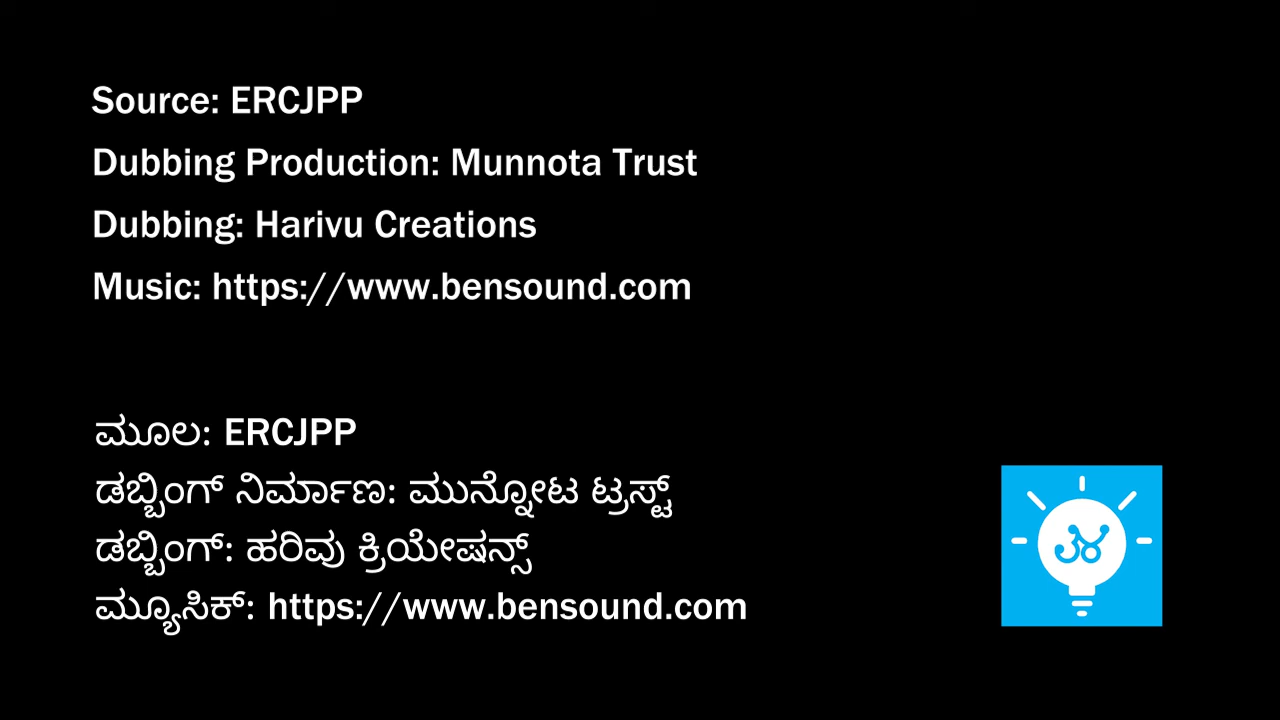 Source: ERCJPP
Dubbing Production: Munnota Trust
Dubbing: Harivu Creations
Music: https://www.bensound.com
ಮೂಲ: ERCJPP
ಡಬ್ಬಿಂಗ್ ನಿರ್ಮಾಣ: ಮುನ್ನೋಟ ಟ್ರಸ್ಟ್
ಡಬ್ಬಿಂಗ್: ಹರಿವು ಕ್ರಿಯೇಷನ್ಸ್
ಮ್ಯೂಸಿಕ್: https://www.bensound.com